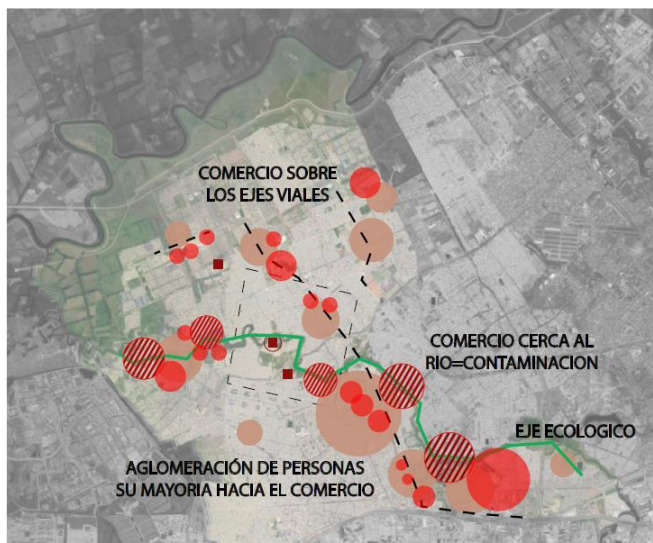 COMERCIO SOBRE
LOS EJES VIALES
COMERCIO CERCA AL
RIO=CONTAMINACION
EJE ECOLOGICO
AGLOMERACIÓN DE PERSONAS
SU MAYORIA HACIA EL COMERCIO